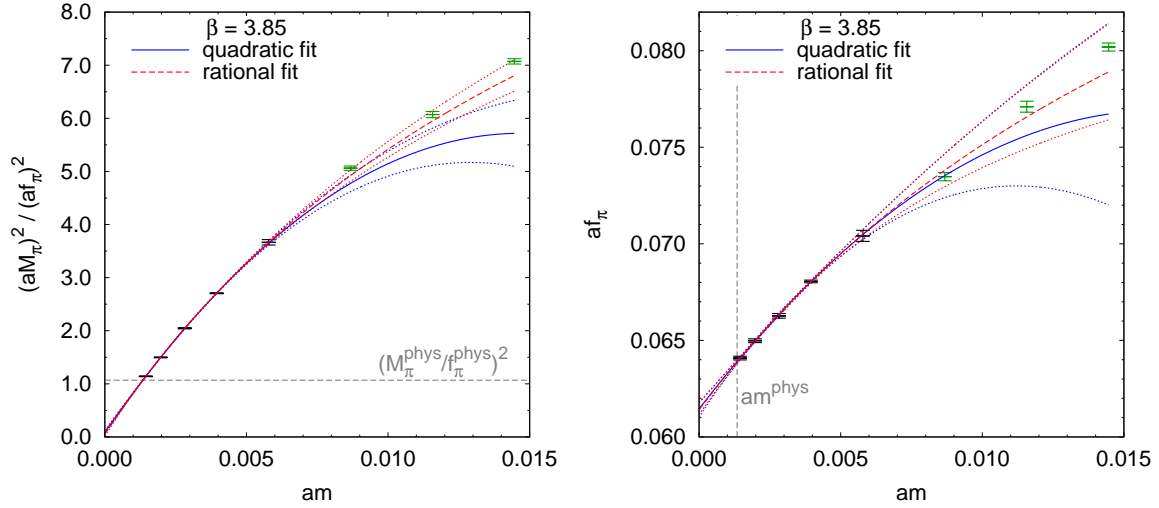 β = 3.85
quadratic fit
rational fit
7.0
6.0
5.0
4.0
3.0
2.0
1.0
0.0
(aM_π)^2 / (af_π)^2
(M_π^phys/f_π^phys)^2
0.000 0.005 0.010 0.015
am
β = 3.85
quadratic fit
rational fit
0.080
0.075
0.070
0.065
0.060
af_π
am^phys
0.000 0.005 0.010 0.015
am